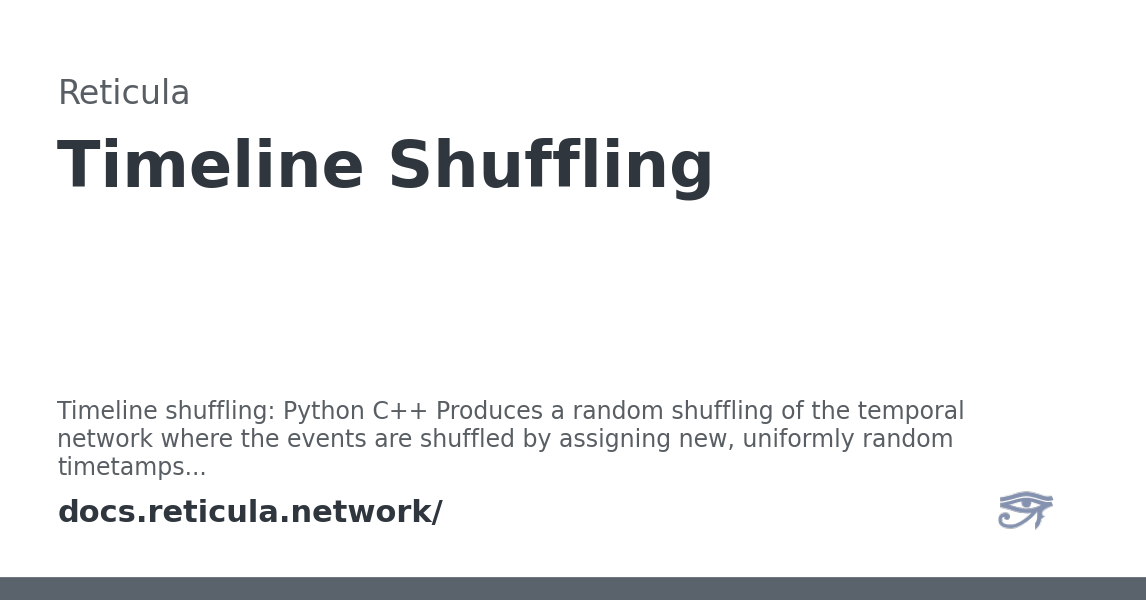 Reticula
Timeline Shuffling
Timeline shuffling: Python C++ Produces a random shuffling of the temporal
network where the events are shuffled by assigning new, uniformly random
timetamps...
docs.reticula.network/